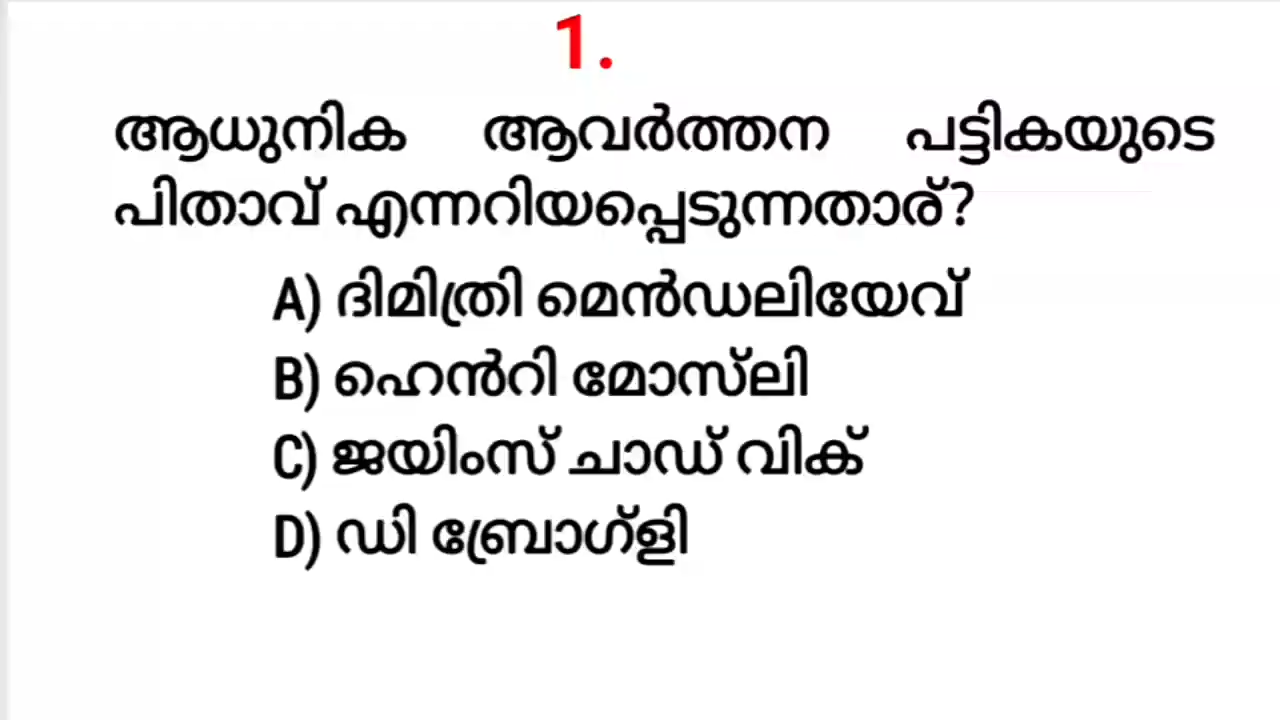 1.
ആധുനിക ആവർത്തന പട്ടികയുടെ
പിതാവ് എന്നറിയപ്പെടുന്നതാര്?
A) ദിമിത്രി മെൻഡലിയേവ്
B) ഹെൻറി മോസ്‌ലി
C) ജയിംസ് ചാഡ് വിക്
D) ഡി ബ്രോഗ്ളി